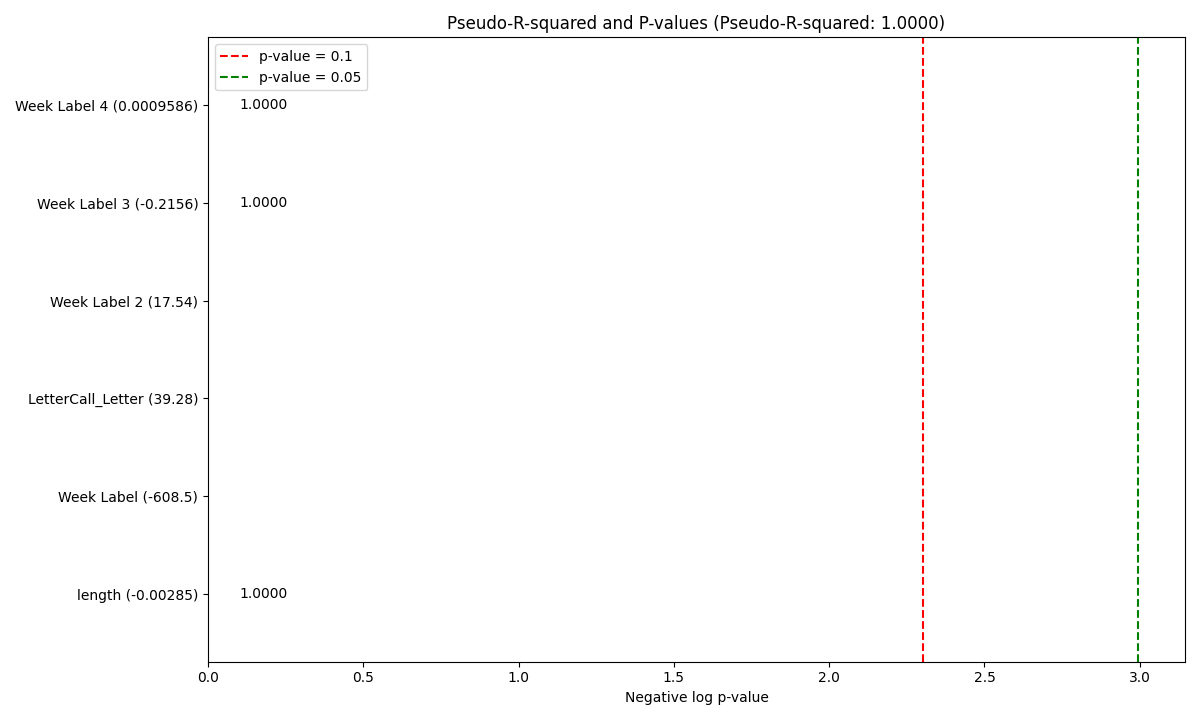 Pseudo-R-squared and P-values (Pseudo-R-squared: 1.0000)
p-value = 0.1
p-value = 0.05
Week Label 4 (0.0009586)
1.0000
Week Label 3 (-0.2156)
1.0000
Week Label 2 (17.54)
LetterCall_Letter (39.28)
Week Label (-608.5)
length (-0.00285)
1.0000
0.0 0.5 1.0 1.5 2.0 2.5 3.0
Negative log p-value